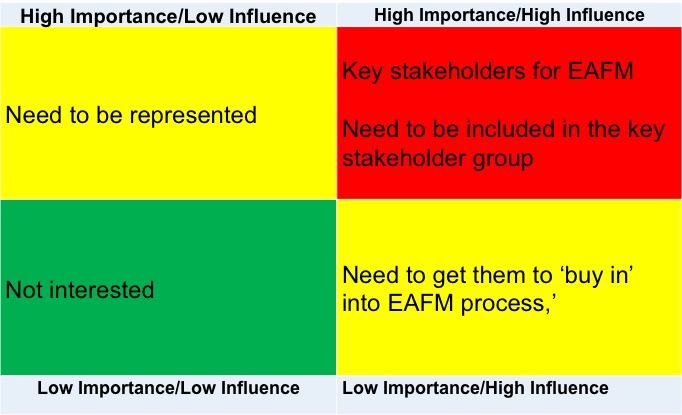 High Importance/Low Influence
High Importance/High Influence
Need to be represented
Key stakeholders for EAFM
Need to be included in the key
stakeholder group
Not interested
Need to get them to ‘buy in’
into EAFM process,’
Low Importance/Low Influence
Low Importance/High Influence